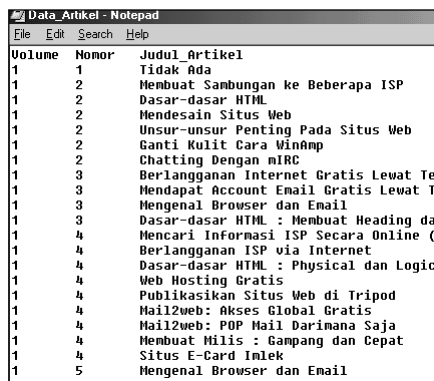 Data_Artikel - Notepad
File Edit Search Help
Volume Nomor Judul_Artikel
1 1 Tidak Ada
1 2 Membuat Sambungan ke Beberapa ISP
1 2 Dasar-dasar HTML
1 2 Mendesain Situs Web
1 2 Unsur-unsur Penting Pada Situs Web
1 2 Ganti Kulit Cara WinAmp
1 2 Chatting Dengan mIRC
1 3 Berlangganan Internet Gratis Lewat Te
1 3 Mendapat Account Email Gratis Lewat T
1 3 Mengenal Browser dan Email
1 3 Dasar-dasar HTML : Membuat Heading da
1 4 Mencari Informasi ISP Secara Online (
1 4 Berlangganan ISP via Internet
1 4 Dasar-dasar HTML : Physical dan Logic
1 4 Web Hosting Gratis
1 4 Publikasikan Situs Web di Tripod
1 4 Mail2web: Akses Global Gratis
1 4 Mail2web: POP Mail Darimana Saja
1 4 Membuat Milis : Gampang dan Cepat
1 4 Situs E-Card Imlek
1 5 Mengenal Browser dan Email